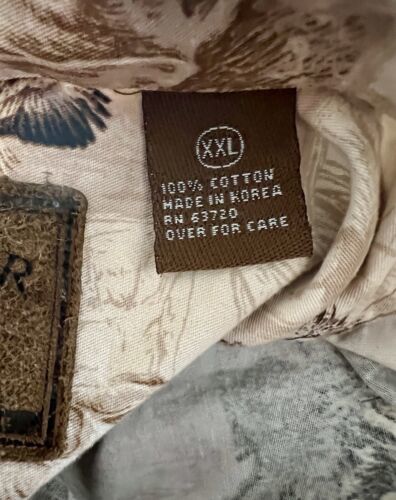 R
XXL
100% COTTON
MADE IN KOREA
RN 63720
OVER FOR CARE